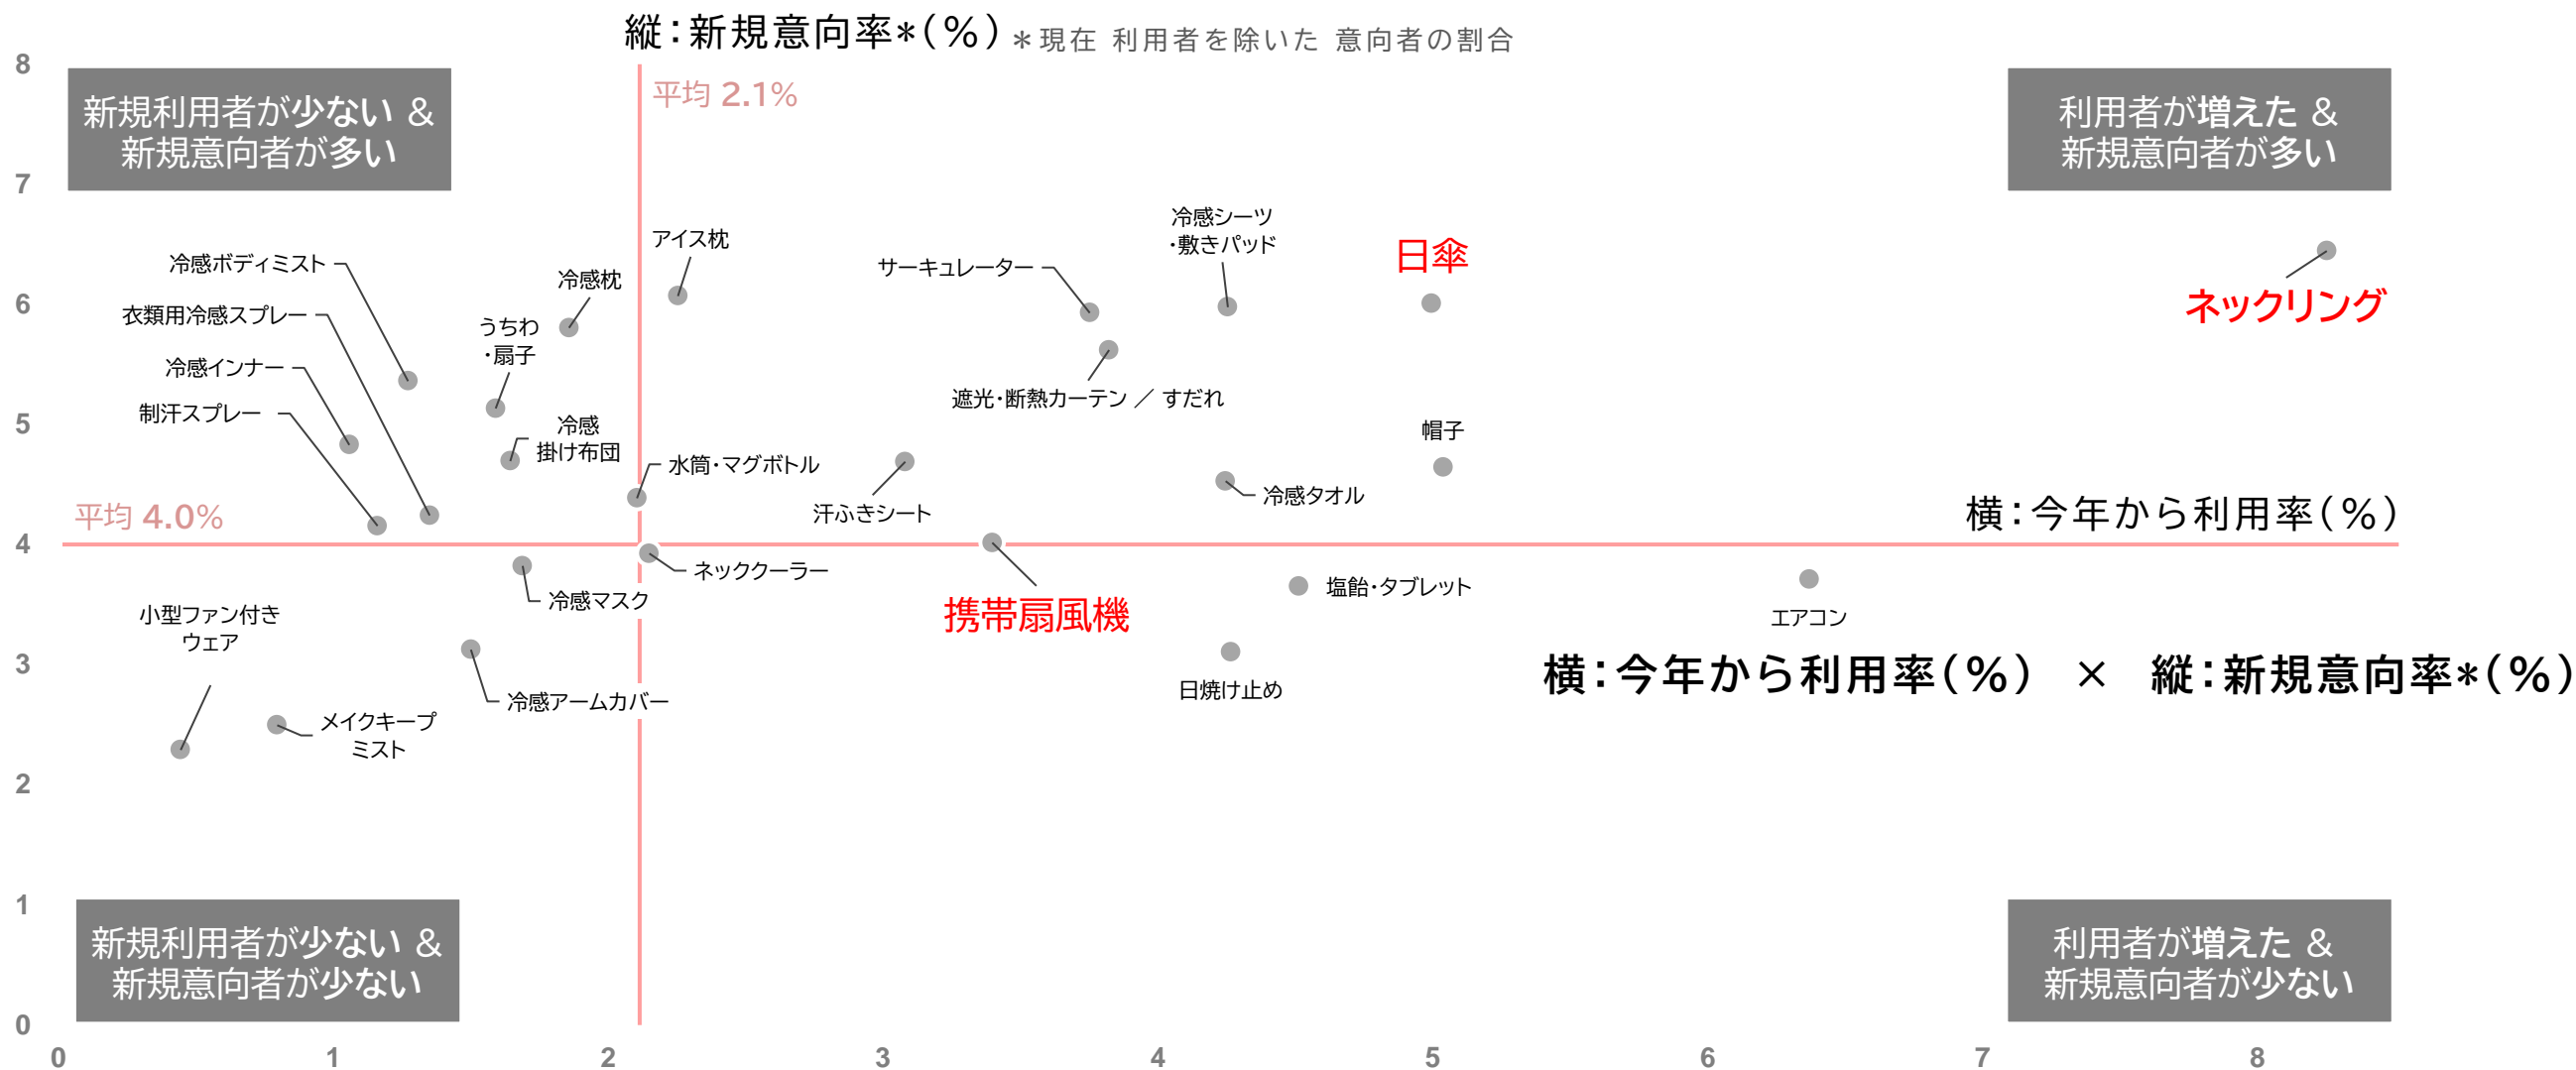 縦：新規意向率*（％）＊現在 利用者を除いた 意向者の割合
8
平均 2.1%
新規利用者が少ない ＆
新規意向者が多い
利用者が増えた ＆
新規意向者が多い
7
冷感シーツ
・敷きパッド
アイス枕
日傘
冷感ボディミスト
サーキュレーター
冷感枕
6
ネックリング
衣類用冷感スプレー
うちわ
・扇子
冷感インナー
遮光・断熱カーテン ／ すだれ
制汗スプレー
5
冷感
掛け布団
帽子
水筒・マグボトル
冷感タオル
汗ふきシート
平均 4.0%
横：今年から利用率（％）
4
ネッククーラー
塩飴・タブレット
冷感マスク
携帯扇風機
小型ファン付き
ウェア
エアコン
3
横：今年から利用率（％） × 縦：新規意向率*（％）
日焼け止め
冷感アームカバー
メイクキープ
ミスト
2
1
新規利用者が少ない ＆
新規意向者が少ない
利用者が増えた ＆
新規意向者が少ない
0
0 1 2 3 4 5 6 7 8